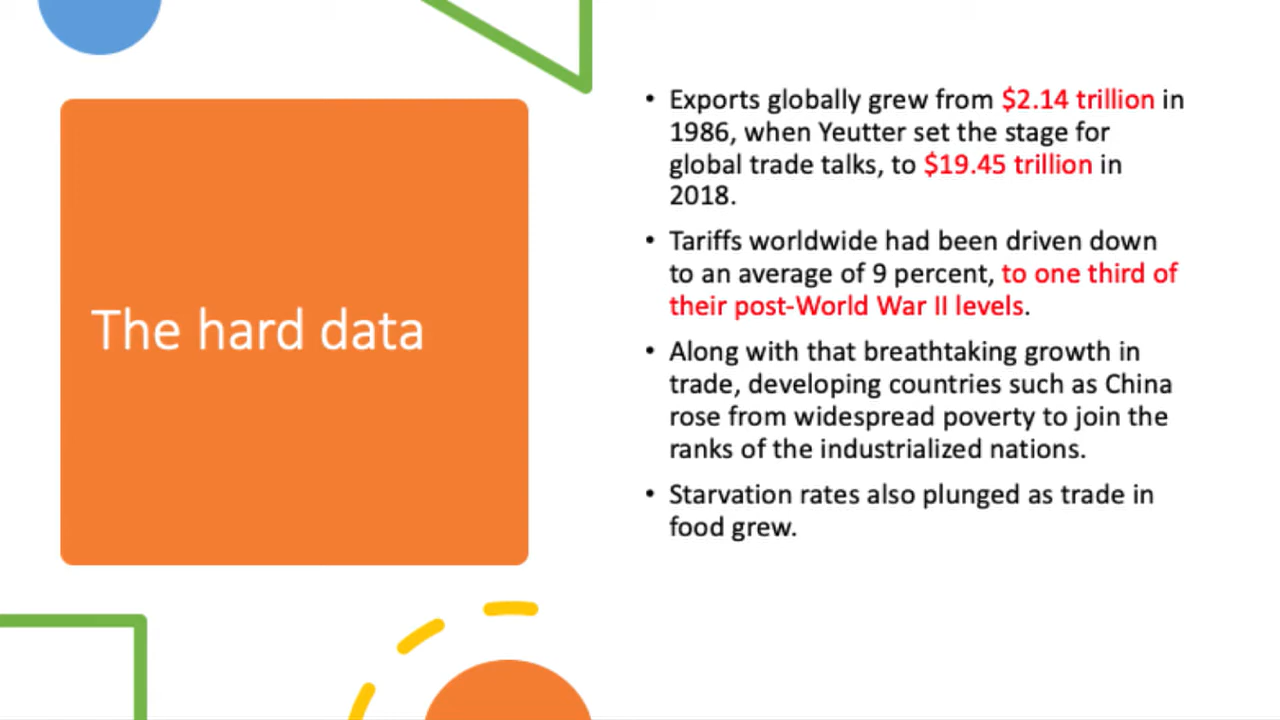 The hard data
• Exports globally grew from $2.14 trillion in
1986, when Yeutter set the stage for
global trade talks, to $19.45 trillion in
2018.
• Tariffs worldwide had been driven down
to an average of 9 percent, to one third of
their post-World War II levels.
• Along with that breathtaking growth in
trade, developing countries such as China
rose from widespread poverty to join the
ranks of the industrialized nations.
• Starvation rates also plunged as trade in
food grew.